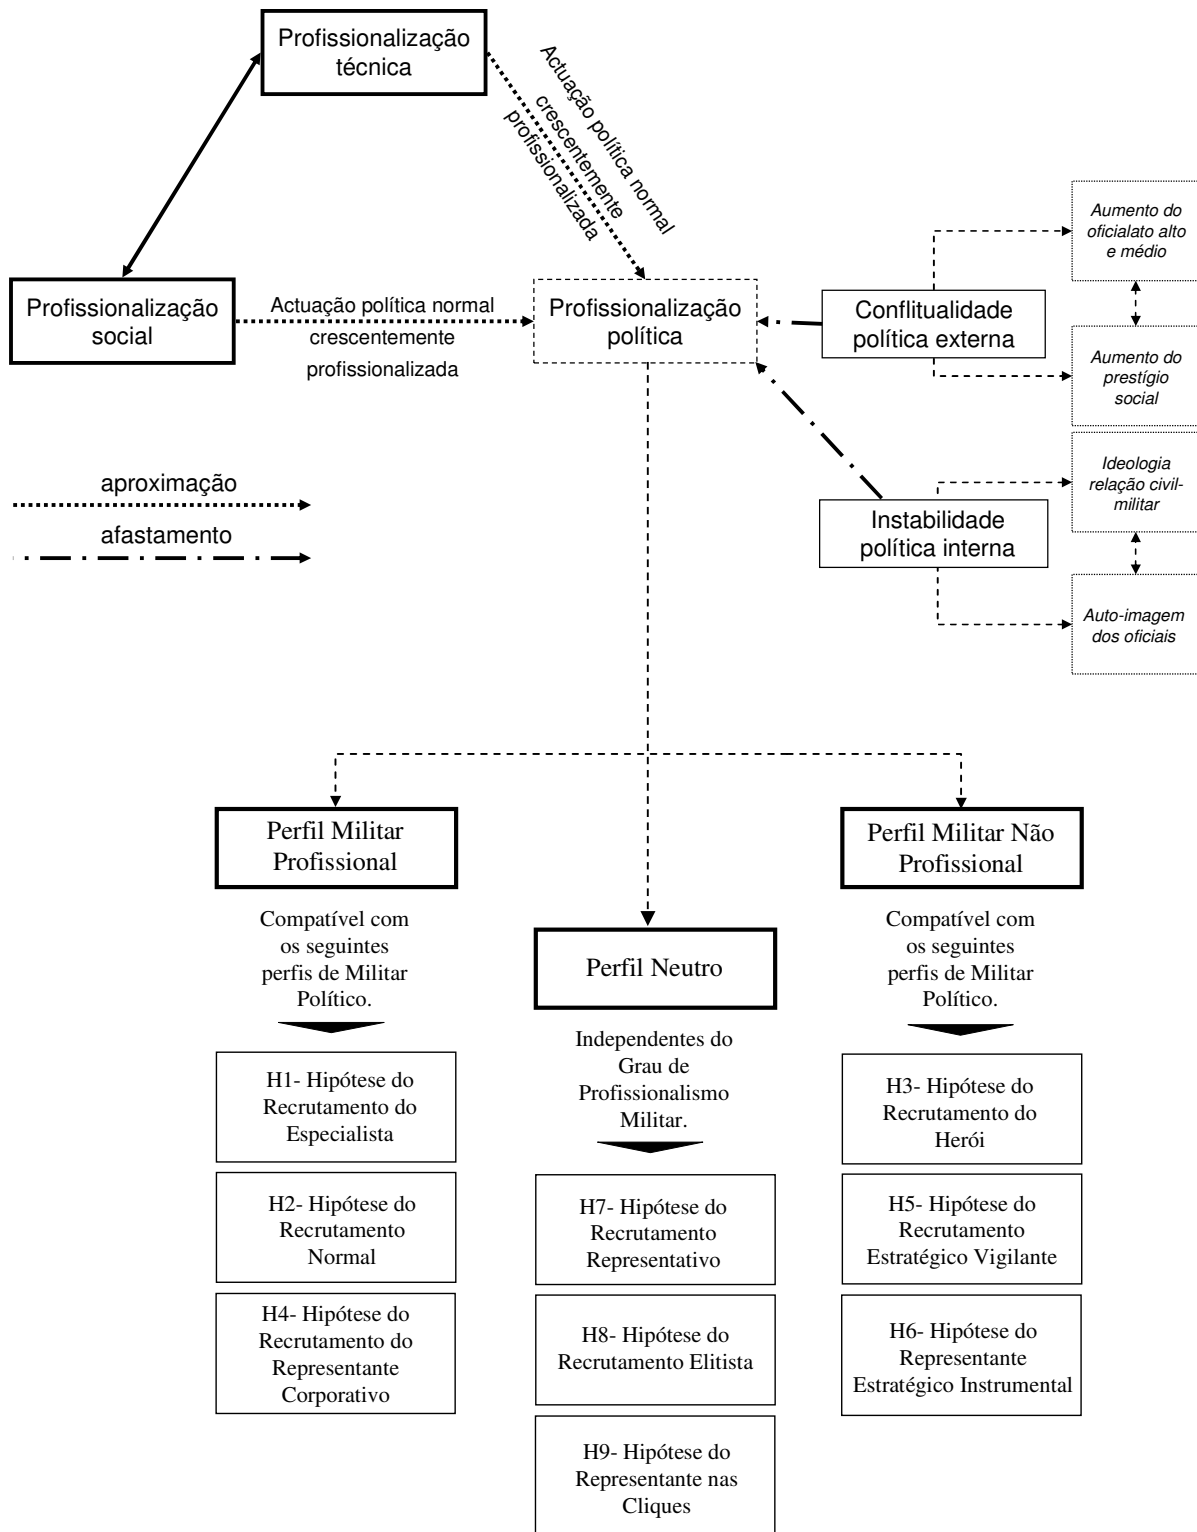 Profissionalização
técnica
Actuação política normal
crescentemente
profissionalizada
Aumento do
oficialato alto
e médio
Profissionalização
social
Actuação política normal
crescentemente
profissionalizada
Profissionalização
política
Conflitualidade
política externa
Aumento do
prestígio
social
aproximação
afastamento
Instabilidade
política interna
Ideologia
relação civil-
militar
Auto-imagem
dos oficiais
Perfil Militar
Profissional
Compatível com
os seguintes
perfis de Militar
Político.
H1- Hipótese do
Recrutamento do
Especialista
H2- Hipótese do
Recrutamento
Normal
H4- Hipótese do
Recrutamento do
Representante
Corporativo
Perfil Neutro
Independentes do
Grau de
Profissionalismo
Militar.
H7- Hipótese do
Recrutamento
Representativo
H8- Hipótese do
Recrutamento Elitista
H9- Hipótese do
Representante nas
Cliques
Perfil Militar Não
Profissional
Compatível com
os seguintes
perfis de Militar
Político.
H3- Hipótese do
Recrutamento do
Herói
H5- Hipótese do
Recrutamento
Estratégico Vigilante
H6- Hipótese do
Representante
Estratégico Instrumental